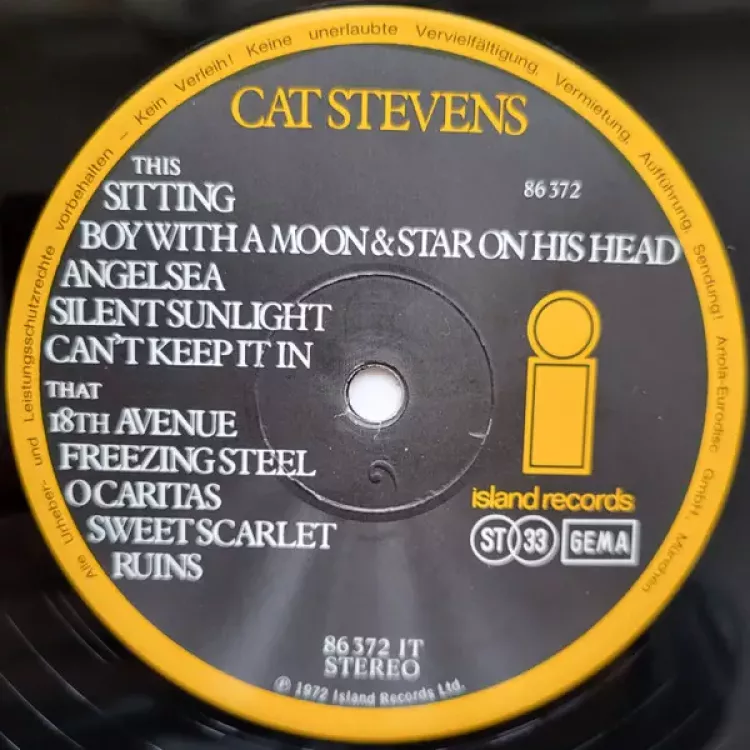 Alle Urheber- und Leistungsschutzrechte vorbehalten – Kein Verleih! Keine unerlaubte Vervielfältigung, Vermietung, Aufführung, Sendung! Ariola-Eurodisc GmbH, München
CAT STEVENS
THIS
SITTING
86 372
BOY WITH A MOON & STAR ON HIS HEAD
ANGELSEA
SILENT SUNLIGHT
CAN'T KEEP IT IN
THAT
18TH AVENUE
FREEZING STEEL
O CARITAS
SWEET SCARLET
RUINS
island records
ST 33 GEMA
86 372 IT
STEREO
℗ 1972 Island Records Ltd.